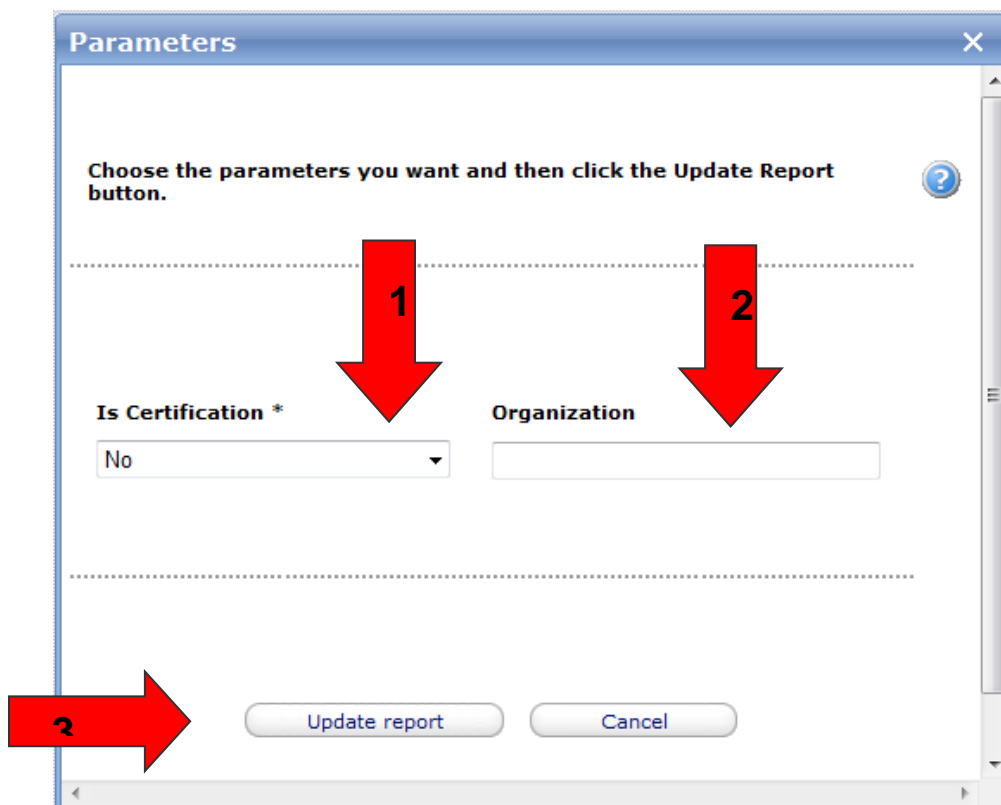 Parameters
Choose the parameters you want and then click the Update Report
button.
1
2
Is Certification *
Organization
No
3
Update report
Cancel